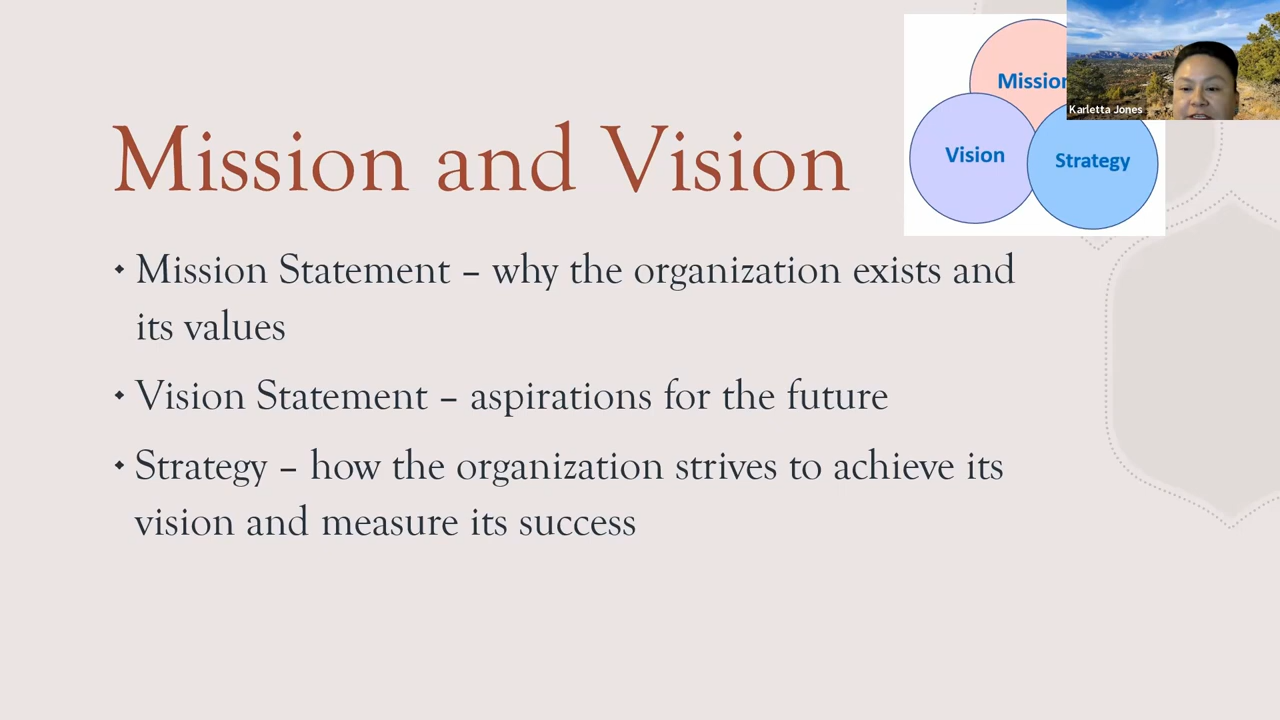 Mission
Karletta Jones
Vision
Strategy
Mission and Vision
Mission Statement – why the organization exists and
its values
Vision Statement – aspirations for the future
Strategy – how the organization strives to achieve its
vision and measure its success